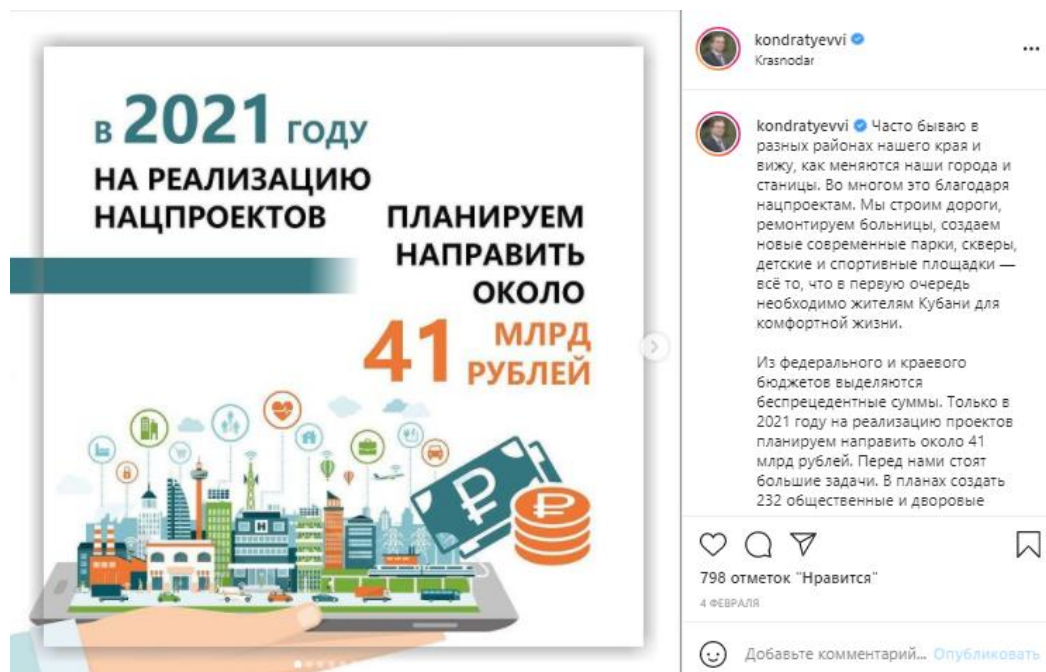 в 2021 году
НА РЕАЛИЗАЦИЮ
НАЦПРОЕКТОВ
ПЛАНИРУЕМ
НАПРАВИТЬ
ОКОЛО
41 МЛРД
РУБЛЕЙ
kondratyevvi
Krasnodar
kondratyevvi Часто бываю в
разных районах нашего края и
вижу, как меняются наши города и
станицы. Во многом это благодаря
нацпроектам. Мы строим дороги,
ремонтируем больницы, создаем
новые современные парки, скверы,
детские и спортивные площадки —
всё то, что в первую очередь
необходимо жителям Кубани для
комфортной жизни.
Из федерального и краевого
бюджетов выделяются
беспрецедентные суммы. Только в
2021 году на реализацию проектов
планируем направить около 41
млрд рублей. Перед нами стоят
большие задачи. В планах создать
232 общественные и дворовые
798 отметок "Нравится"
4 ФЕВРАЛЯ
Добавьте комментарий... Опубликовать